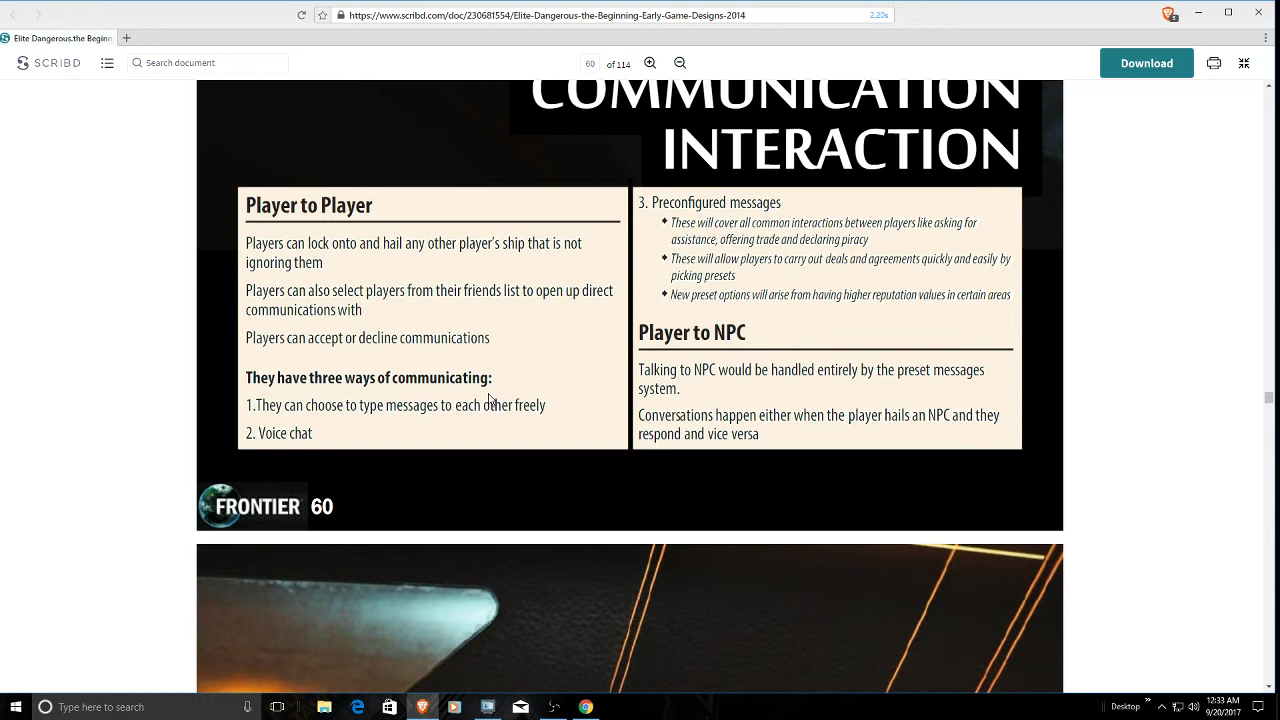 https://www.scribd.com/doc/230681554/Elite-Dangerous-the-Beginning-Early-Game-Designs-2014
2.20s
Elite Dangerous.the Beginn
SCRIBD
Search document
60 of 114
Download
COMMUNICATION
INTERACTION
Player to Player
Players can lock onto and hail any other player's ship that is not
ignoring them
Players can also select players from their friends list to open up direct
communications with
Players can accept or decline communications
They have three ways of communicating:
1.They can choose to type messages to each other freely
2. Voice chat
3. Preconfigured messages
These will cover all common interactions between players like asking for
assistance, offering trade and declaring piracy
These will allow players to carry out deals and agreements quickly and easily by
picking presets
New preset options will arise from having higher reputation values in certain areas
Player to NPC
Talking to NPC would be handled entirely by the preset messages
system.
Conversations happen either when the player hails an NPC and they
respond and vice versa
FRONTIER 60
Type here to search
Desktop
12:33 AM
9/20/2017